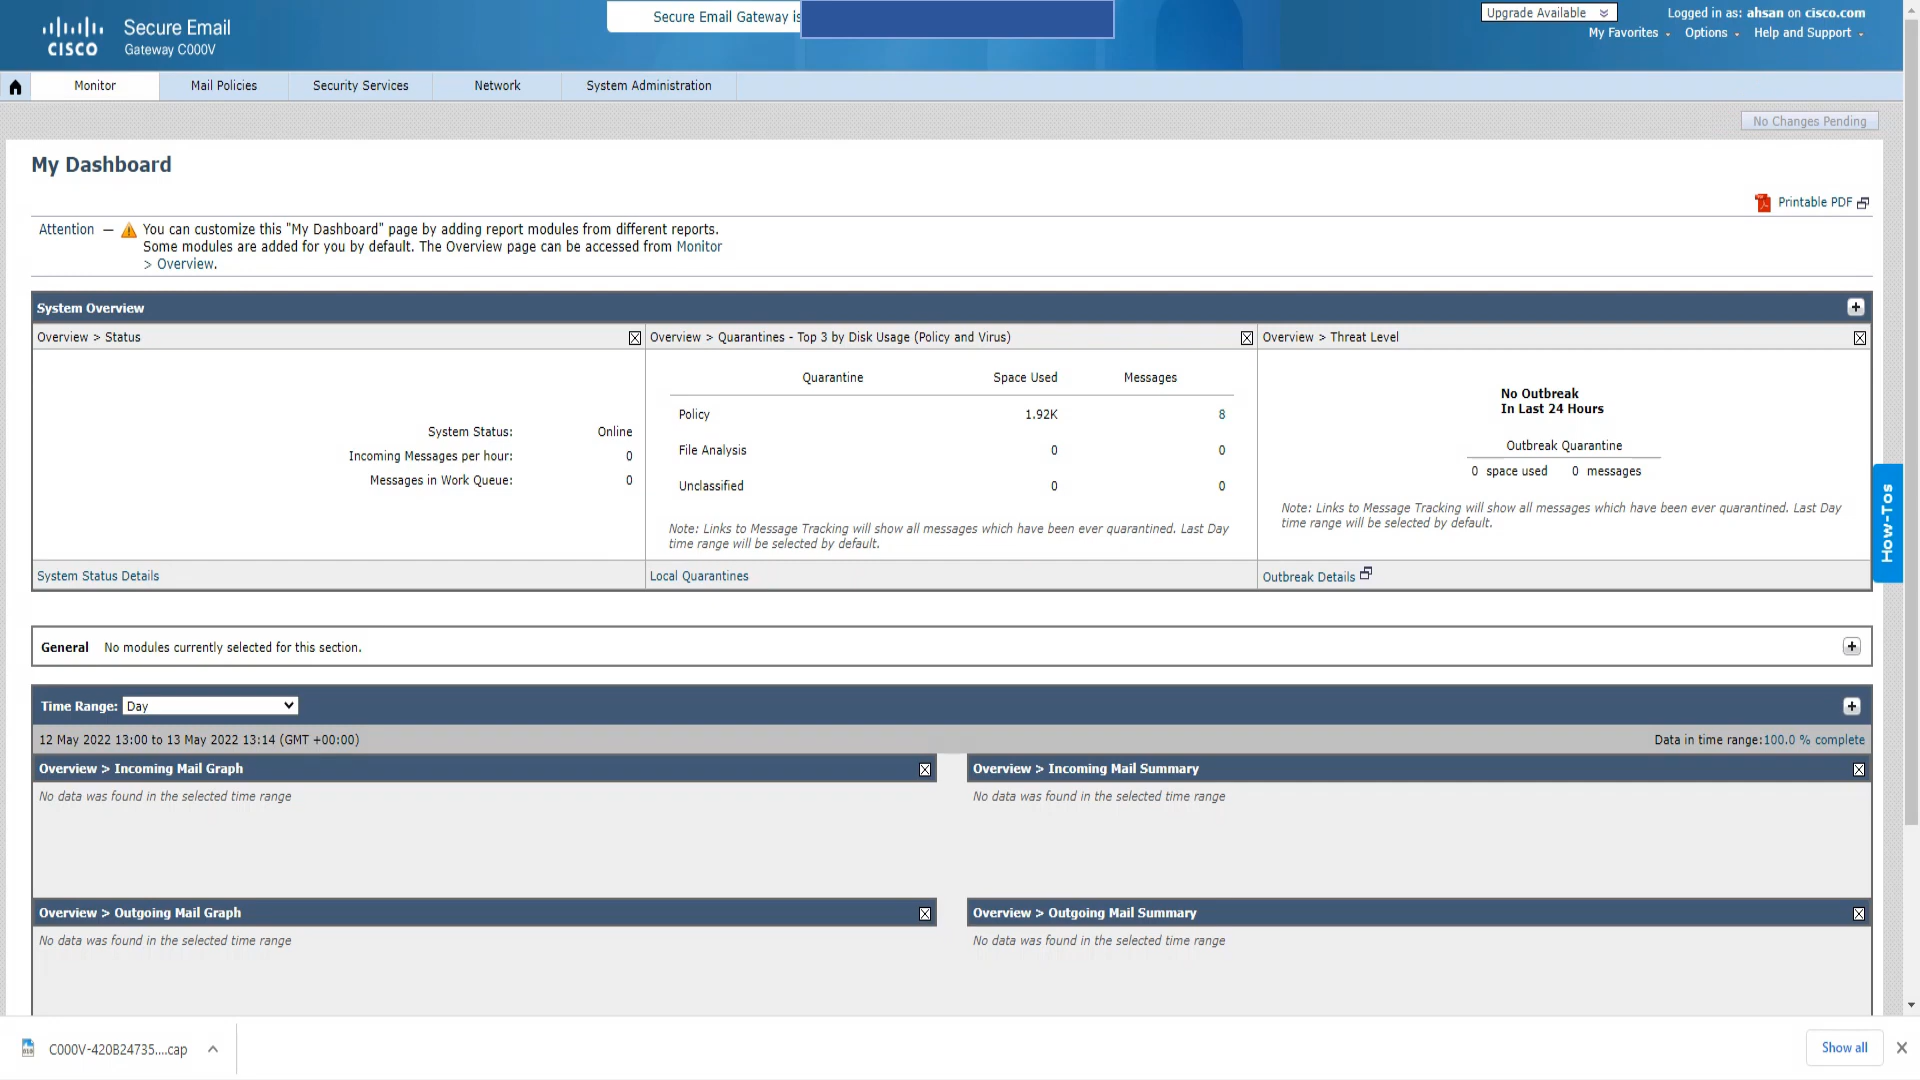 CISCO
Secure Email
Gateway C000V
Secure Email Gateway is
Upgrade Available
Logged in as: ahsan on cisco.com
My Favorites Options Help and Support
Monitor Mail Policies Security Services Network System Administration
No Changes Pending
My Dashboard
Printable PDF
Attention — You can customize this "My Dashboard" page by adding report modules from different reports.
Some modules are added for you by default. The Overview page can be accessed from Monitor
> Overview.
System Overview
Overview > Status
System Status: Online
Incoming Messages per hour: 0
Messages in Work Queue: 0
System Status Details
Overview > Quarantines - Top 3 by Disk Usage (Policy and Virus)
Quarantine Space Used Messages
Policy 1.92K 8
File Analysis 0 0
Unclassified 0 0
Note: Links to Message Tracking will show all messages which have been ever quarantined. Last Day
time range will be selected by default.
Local Quarantines
Overview > Threat Level
No Outbreak
In Last 24 Hours
Outbreak Quarantine
0 space used 0 messages
Note: Links to Message Tracking will show all messages which have been ever quarantined. Last Day
time range will be selected by default.
Outbreak Details
How-Tos
General No modules currently selected for this section.
Time Range: Day
12 May 2022 13:00 to 13 May 2022 13:14 (GMT +00:00)
Data in time range:100.0 % complete
Overview > Incoming Mail Graph
No data was found in the selected time range
Overview > Incoming Mail Summary
No data was found in the selected time range
Overview > Outgoing Mail Graph
No data was found in the selected time range
Overview > Outgoing Mail Summary
No data was found in the selected time range
C000V-420B24735....cap
Show all